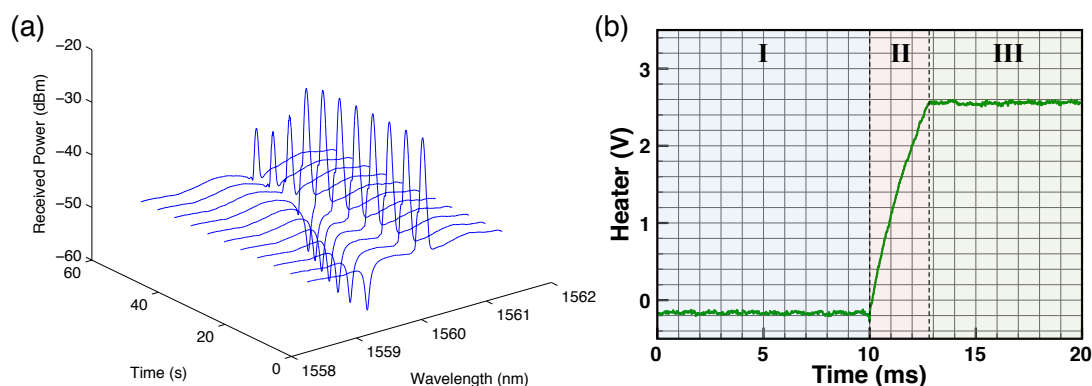 (a)
−20
−30
−40
−50
−60
Received Power (dBm)
60
40
20
0
Time (s)
1558
1559
1560
1561
1562
Wavelength (nm)
(b)
I
II
III
3
2
1
0
Heater (V)
0
5
10
15
20
Time (ms)